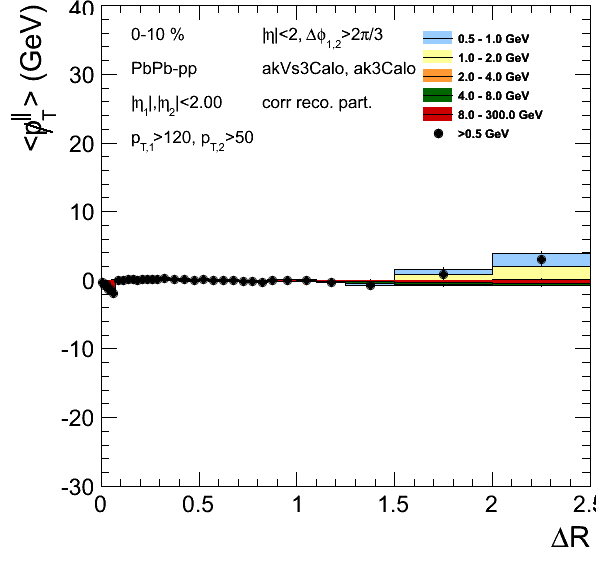 0-10 %
|η|<2, Δϕ1,2>2π/3
PbPb-pp
akVs3Calo, ak3Calo
|η1|,|η2|<2.00
corr reco. part.
pT,1>120, pT,2>50
0.5 - 1.0 GeV
1.0 - 2.0 GeV
2.0 - 4.0 GeV
4.0 - 8.0 GeV
8.0 - 300.0 GeV
>0.5 GeV
<p̸T∥> (GeV)
40
30
20
10
0
-10
-20
-30
0
0.5
1
1.5
2
2.5
ΔR